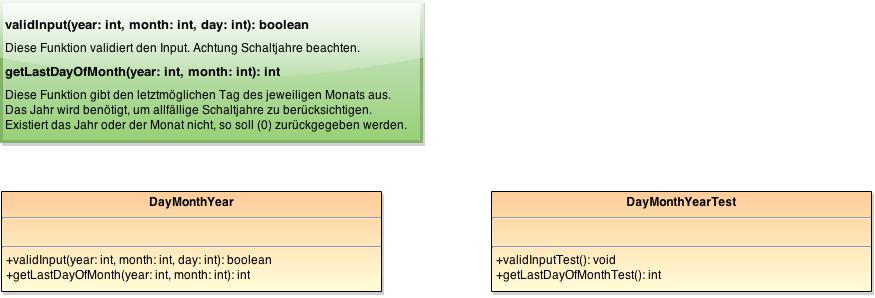 validInput(year: int, month: int, day: int): boolean
Diese Funktion validiert den Input. Achtung Schaltjahre beachten.
getLastDayOfMonth(year: int, month: int): int
Diese Funktion gibt den letztmöglichen Tag des jeweiligen Monats aus.
Das Jahr wird benötigt, um allfällige Schaltjahre zu berücksichtigen.
Existiert das Jahr oder der Monat nicht, so soll (0) zurückgegeben werden.
DayMonthYear
+validInput(year: int, month: int, day: int): boolean
+getLastDayOfMonth(year: int, month: int): int
DayMonthYearTest
+validInputTest(): void
+getLastDayOfMonthTest(): int